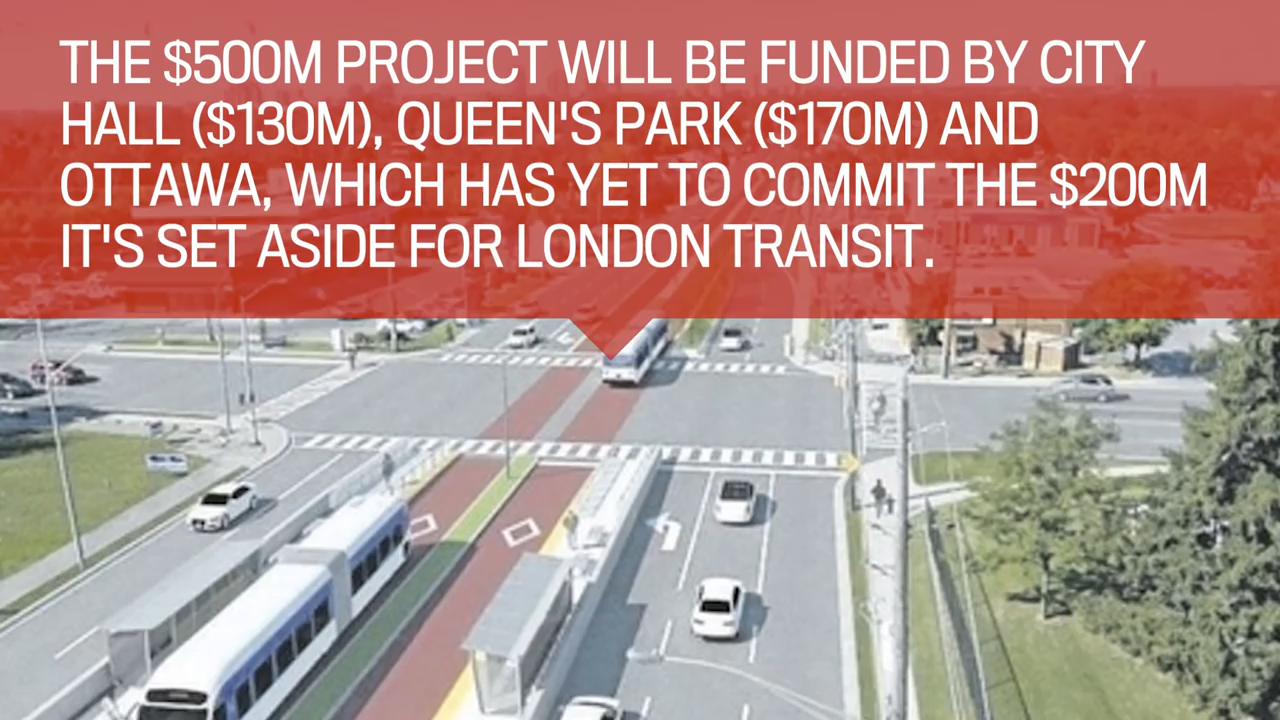 THE $500M PROJECT WILL BE FUNDED BY CITY
HALL ($130M), QUEEN'S PARK ($170M) AND
OTTAWA, WHICH HAS YET TO COMMIT THE $200M
IT'S SET ASIDE FOR LONDON TRANSIT.